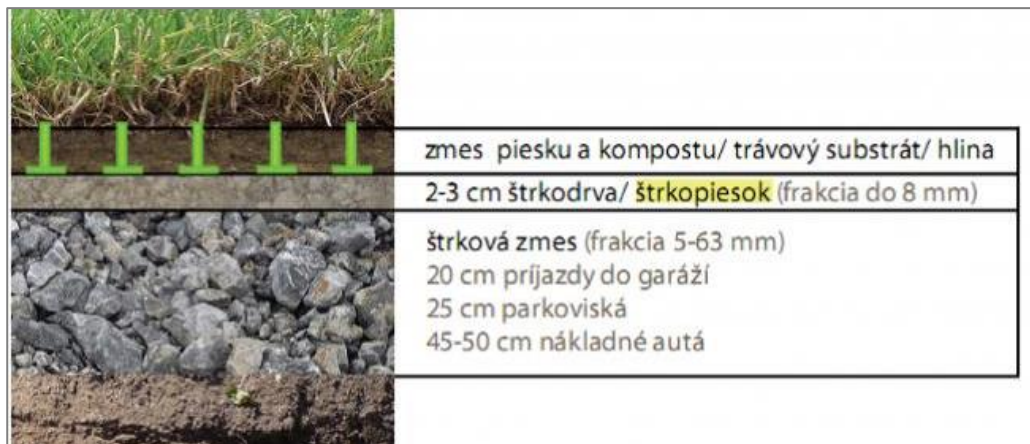 zmes piesku a kompostu/ trávový substrát/ hlina
2-3 cm štrkodrva/ štrkopiesok (frakcia do 8 mm)
štrková zmes (frakcia 5-63 mm)
20 cm príjazdy do garáží
25 cm parkoviská
45-50 cm nákladné autá